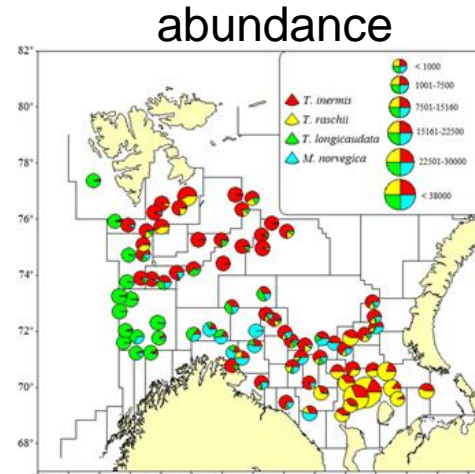 abundance
82°
80°
78°
76°
74°
72°
70°
68°
T. inermis
T. raschii
T. longicaudata
M. norvegica
< 1000
1001-7500
7501-15160
15161-22500
22501-30000
< 38000